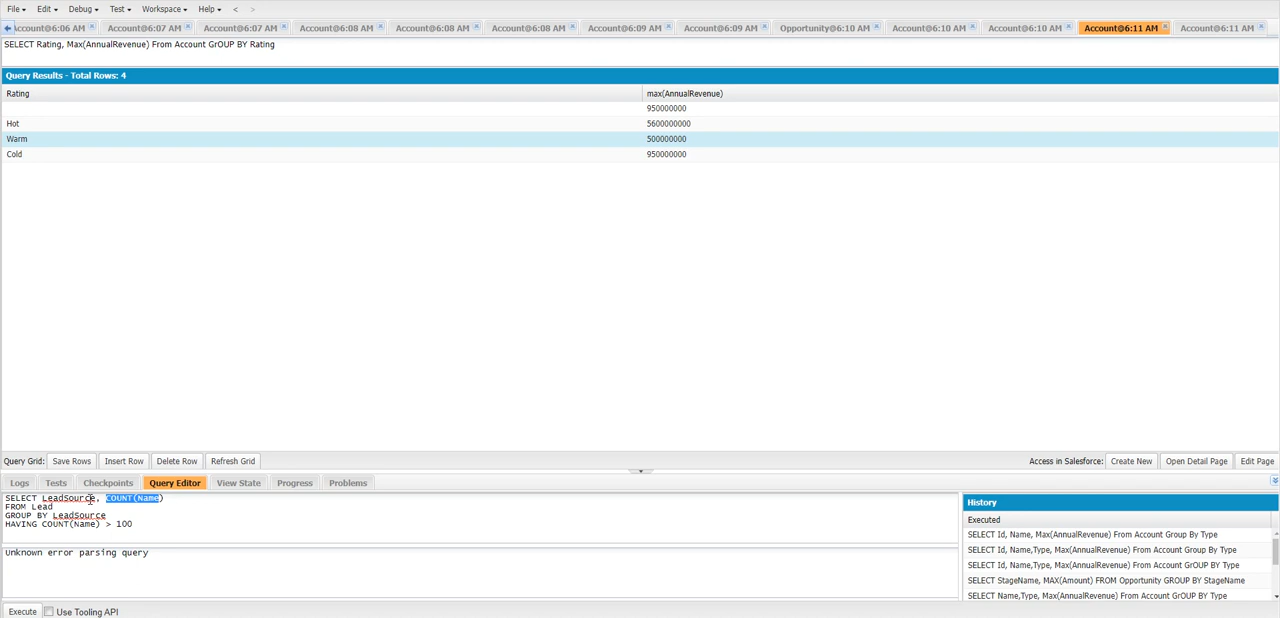 File Edit Debug Test Workspace Help < >
Account@6:06 AM Account@6:07 AM Account@6:07 AM Account@6:08 AM Account@6:08 AM Account@6:08 AM Account@6:09 AM Account@6:09 AM Opportunity@6:10 AM Account@6:10 AM Account@6:10 AM Account@6:11 AM Account@6:11 AM
SELECT Rating, Max(AnnualRevenue) From Account GrOUP BY Rating
Query Results - Total Rows: 4
Rating max(AnnualRevenue)
950000000
Hot 5600000000
Warm 500000000
Cold 950000000
Query Grid: Save Rows Insert Row Delete Row Refresh Grid Access in Salesforce: Create New Open Detail Page Edit Page
Logs Tests Checkpoints Query Editor View State Progress Problems
SELECT LeadSource, COUNT(Name)
FROM Lead
GROUP BY LeadSource
HAVING COUNT(Name) > 100
Unknown error parsing query
History
Executed
SELECT Id, Name, Max(AnnualRevenue) From Account Group By Type
SELECT Id, Name,Type, Max(AnnualRevenue) From Account Group By Type
SELECT Id, Name,Type, Max(AnnualRevenue) From Account GrOUP BY Type
SELECT StageName, MAX(Amount) FROM Opportunity GROUP BY StageName
SELECT Name,Type, Max(AnnualRevenue) From Account GrOUP BY Type
Execute Use Tooling API